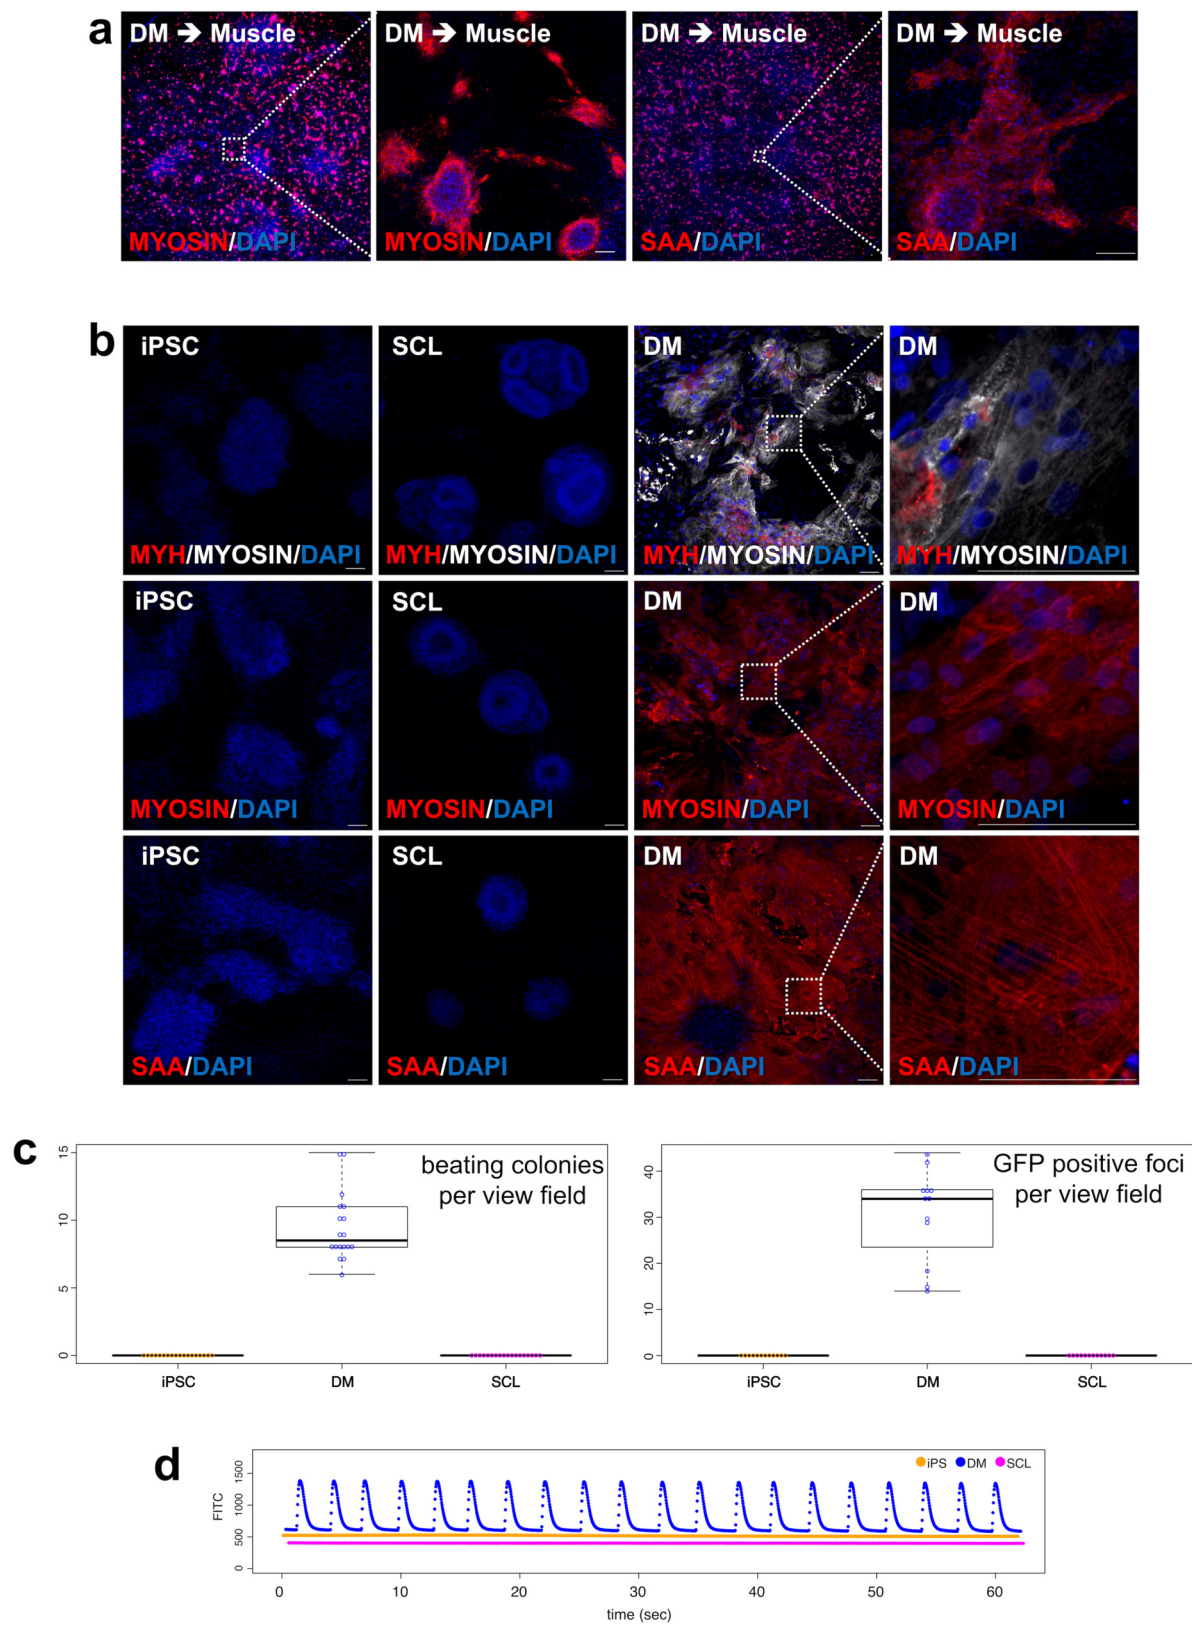 a
DM ➔ Muscle
DM ➔ Muscle
DM ➔ Muscle
DM ➔ Muscle
MYOSIN/DAPI
MYOSIN/DAPI
SAA/DAPI
SAA/DAPI
b
iPSC
SCL
DM
DM
MYH/MYOSIN/DAPI
MYH/MYOSIN/DAPI
MYH/MYOSIN/DAPI
MYH/MYOSIN/DAPI
iPSC
SCL
DM
DM
MYOSIN/DAPI
MYOSIN/DAPI
MYOSIN/DAPI
MYOSIN/DAPI
iPSC
SCL
DM
DM
SAA/DAPI
SAA/DAPI
SAA/DAPI
SAA/DAPI
c
beating colonies
per view field
15
10
5
0
iPSC
DM
SCL
GFP positive foci
per view field
40
30
20
10
0
iPSC
DM
SCL
d
iPS DM SCL
FITC
1500
1000
500
0
0 10 20 30 40 50 60
time (sec)